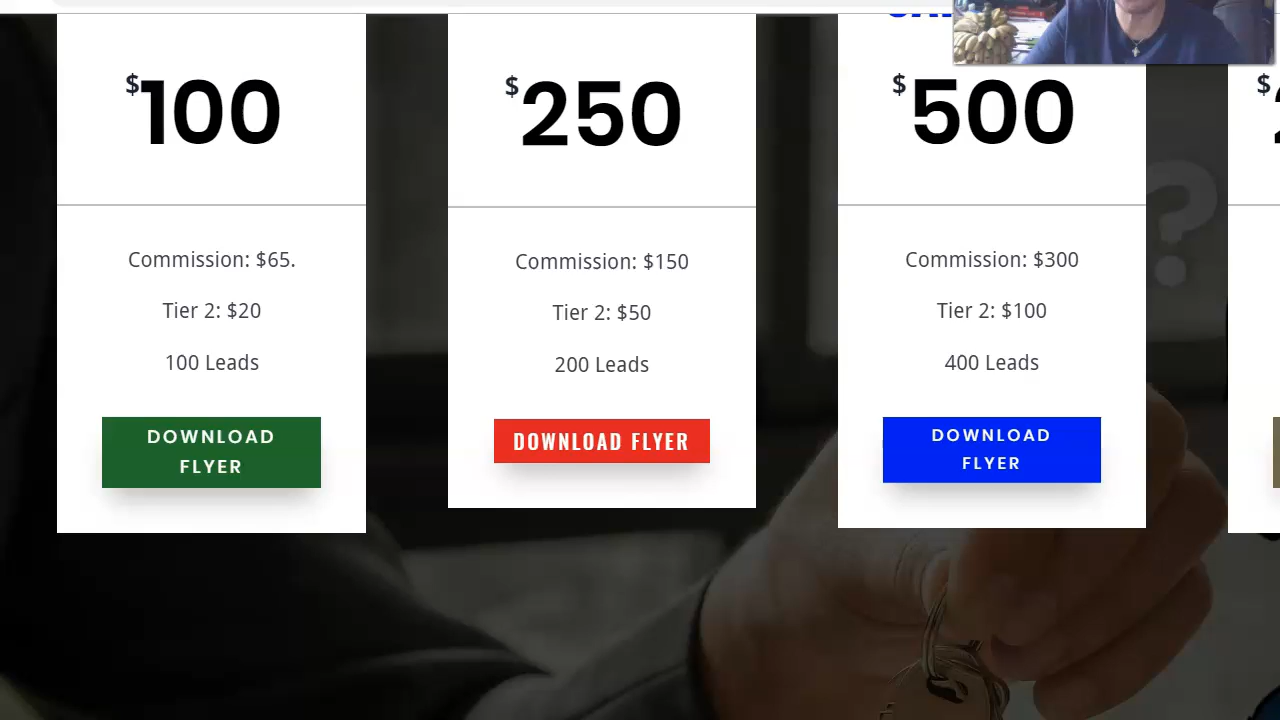 $100
Commission: $65.
Tier 2: $20
100 Leads
DOWNLOAD
FLYER
$250
Commission: $150
Tier 2: $50
200 Leads
DOWNLOAD FLYER
$500
Commission: $300
Tier 2: $100
400 Leads
DOWNLOAD
FLYER
$
?